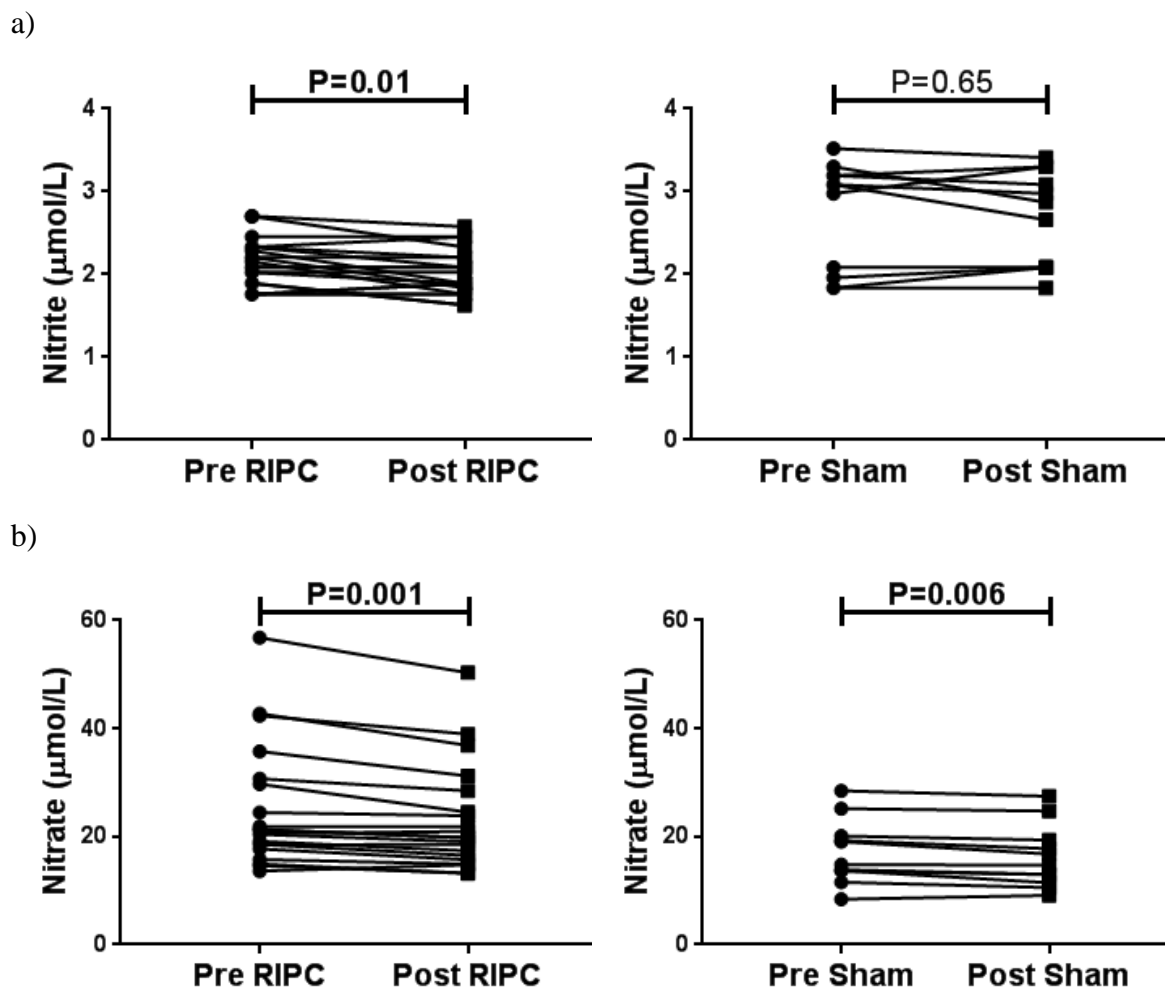 a)
P=0.01
4
3
2
1
0
Nitrite (μmol/L)
Pre RIPC Post RIPC
P=0.65
4
3
2
1
0
Nitrite (μmol/L)
Pre Sham Post Sham
b)
P=0.001
60
40
20
0
Nitrate (μmol/L)
Pre RIPC Post RIPC
P=0.006
60
40
20
0
Nitrate (μmol/L)
Pre Sham Post Sham